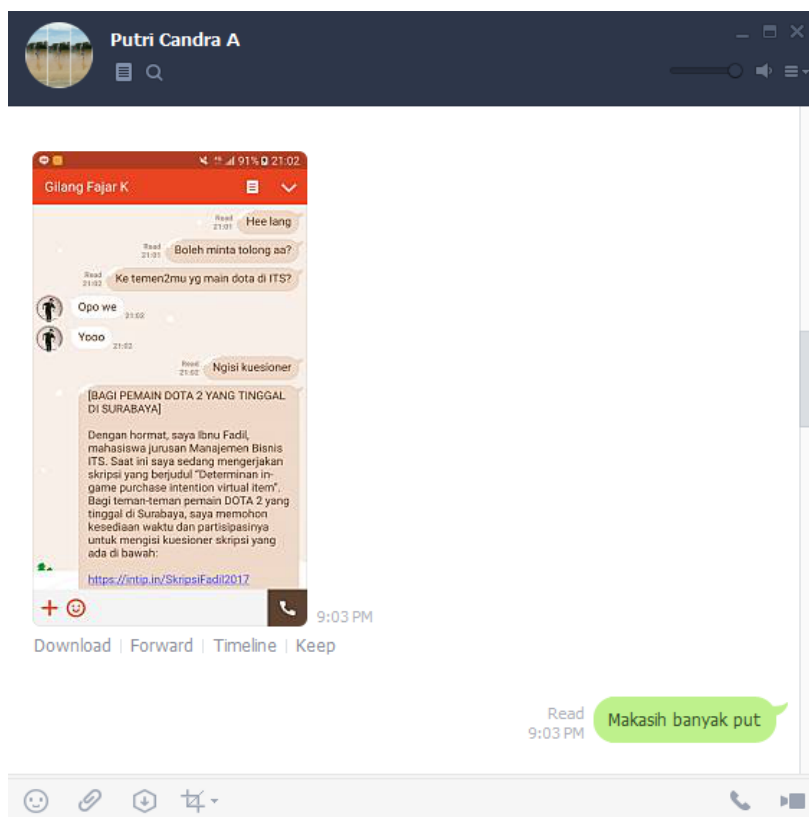 Putri Candra A
91% 21:02
Gilang Fajar K
Read
21:01
Hee lang
Read
21:01
Boleh minta tolong aa?
Read
21:02
Ke temen2mu yg main dota di ITS?
Opo we
21:02
Yooo
21:02
Read
21:02
Ngisi kuesioner
[BAGI PEMAIN DOTA 2 YANG TINGGAL
DI SURABAYA]
Dengan hormat, saya Ibnu Fadil,
mahasiswa jurusan Manajemen Bisnis
ITS. Saat ini saya sedang mengerjakan
skripsi yang berjudul "Determinan in-
game purchase intention virtual item".
Bagi teman-teman pemain DOTA 2 yang
tinggal di Surabaya, saya memohon
kesediaan waktu dan partisipasinya
untuk mengisi kuesioner skripsi yang
ada di bawah:
https://intip.in/SkripsiFadil2017
9:03 PM
Download | Forward | Timeline | Keep
Read
9:03 PM
Makasih banyak put